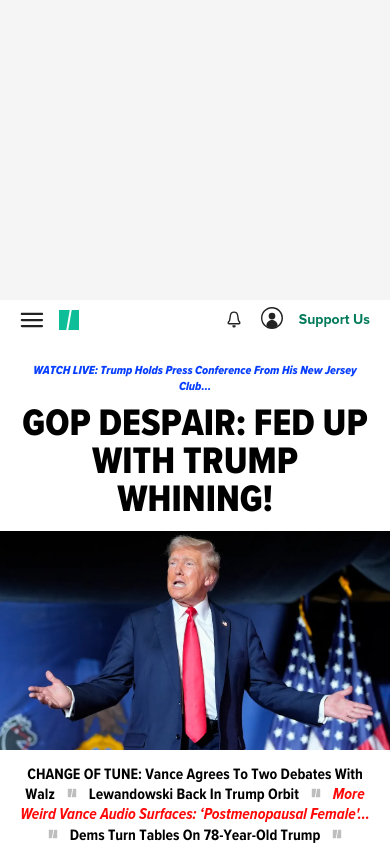 Support Us
WATCH LIVE: Trump Holds Press Conference From His New Jersey
Club...
GOP DESPAIR: FED UP
WITH TRUMP
WHINING!
CHANGE OF TUNE: Vance Agrees To Two Debates With
Walz // Lewandowski Back In Trump Orbit // More
Weird Vance Audio Surfaces: ‘Postmenopausal Female'...
// Dems Turn Tables On 78-Year-Old Trump //